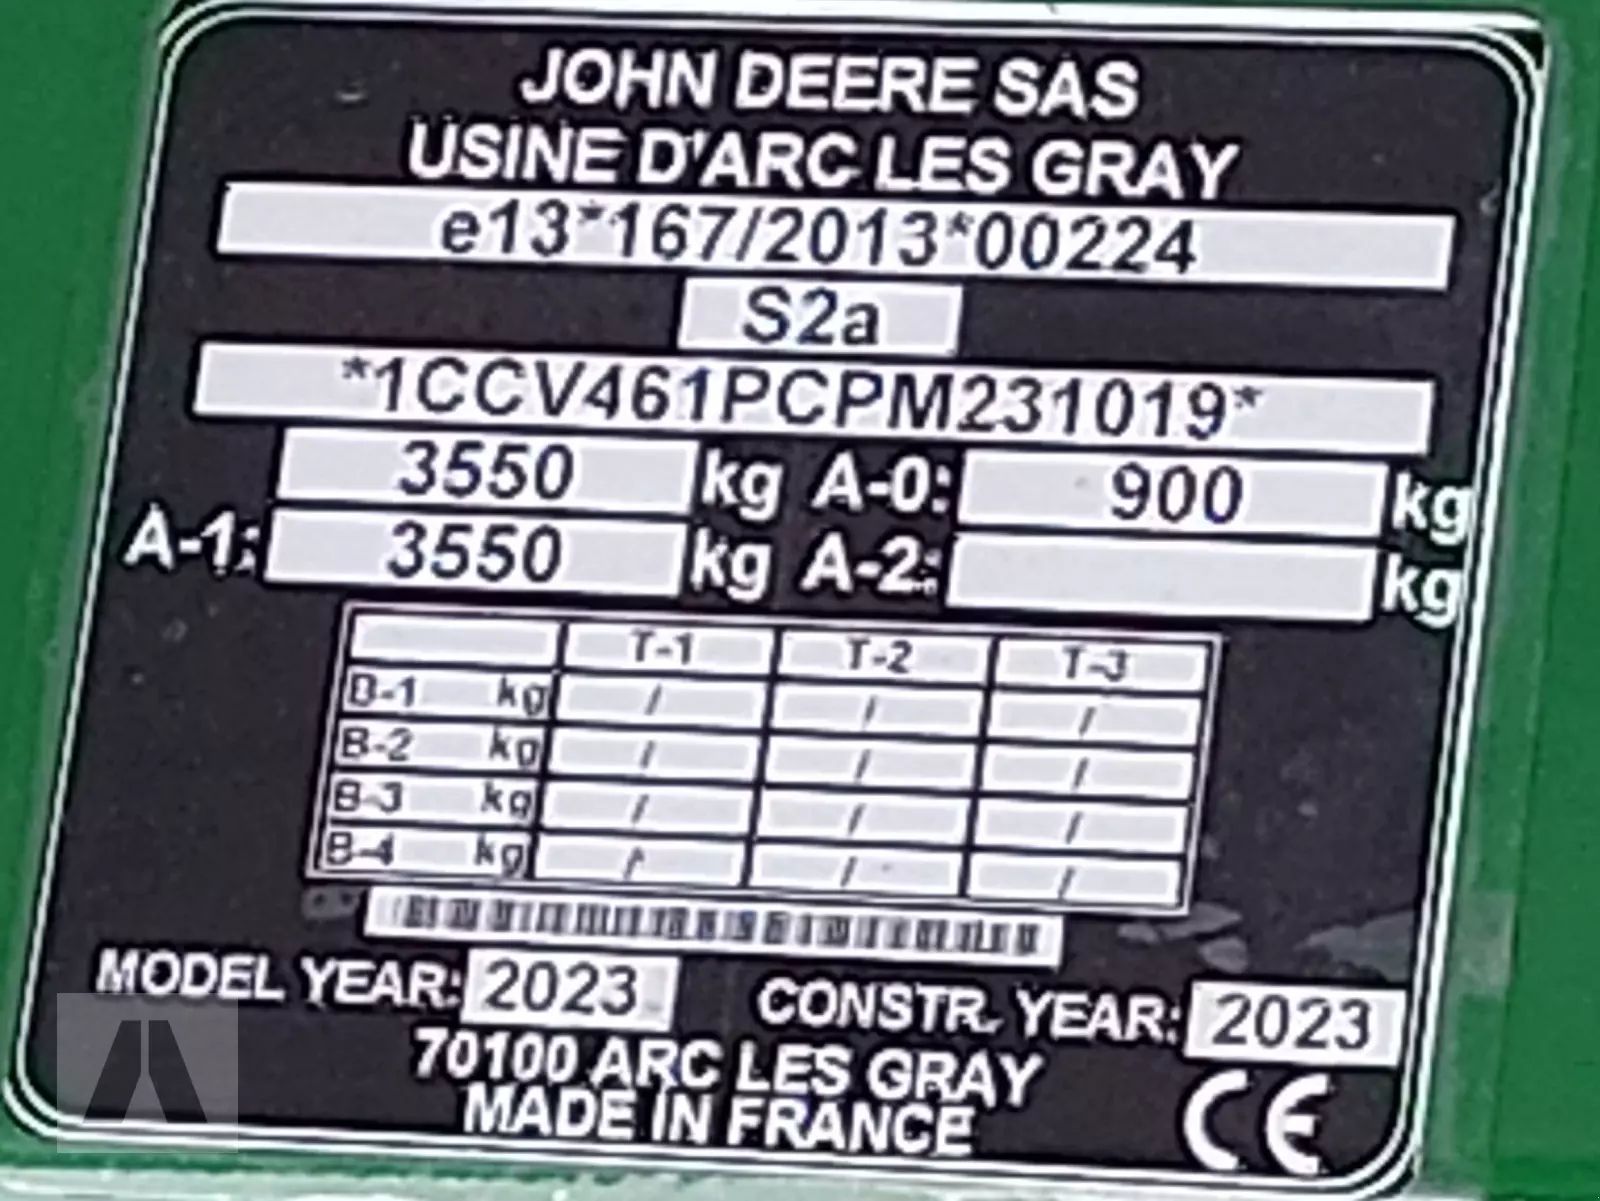 JOHN DEERE SAS
USINE D'ARC LES GRAY
e13*167/2013*00224
S2a
*1CCV461PCPM231019*
3550 kg A-0: 900 kg
A-1: 3550 kg A-2: kg
T-1 T-2 T-3
B-1 kg / / /
B-2 kg / / /
B-3 kg / / /
B-4 kg / / /
MODEL YEAR: 2023 CONSTR. YEAR: 2023
70100 ARC LES GRAY
MADE IN FRANCE
CE